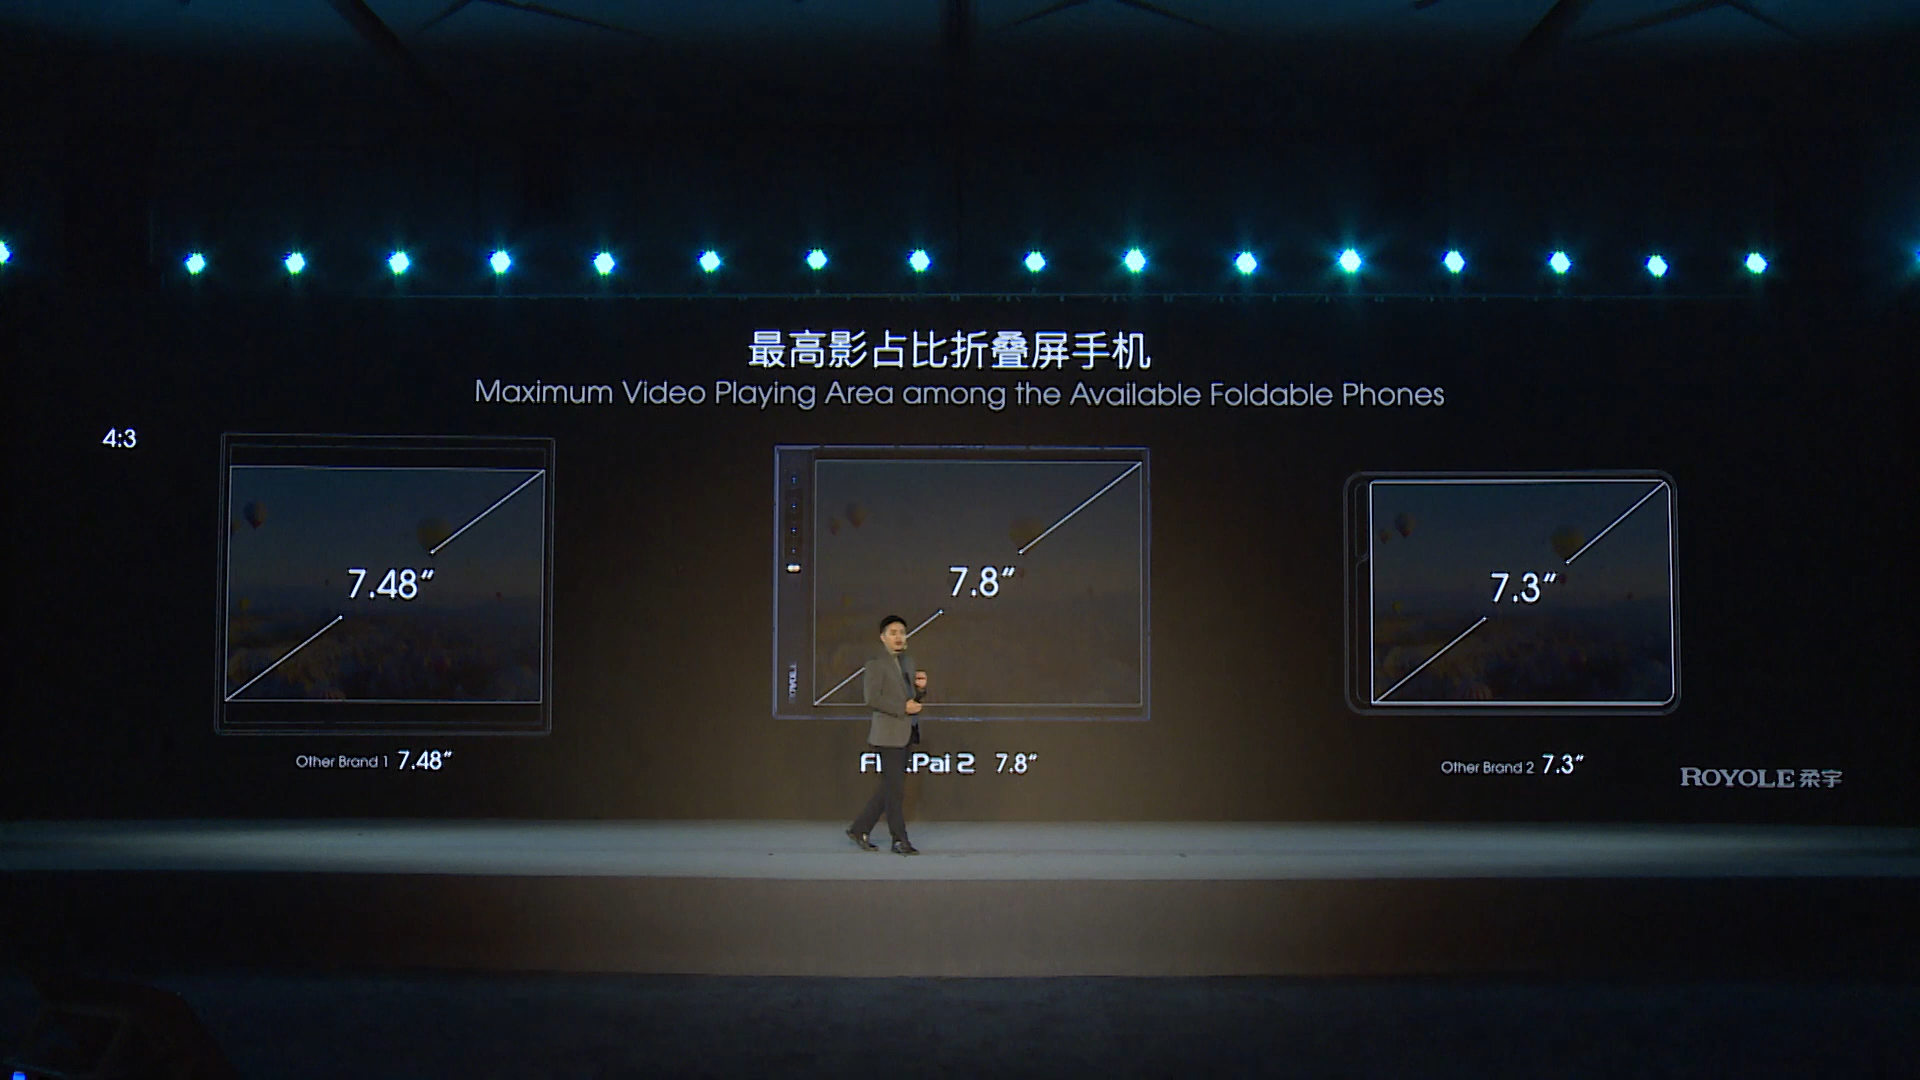 最高影占比折叠屏手机
Maximum Video Playing Area among the Available Foldable Phones
4:3
7.48″
7.8″
7.3″
Other Brand 1 7.48″
Pai 2 7.8″
Other Brand 2 7.3″
ROYOLE 柔宇